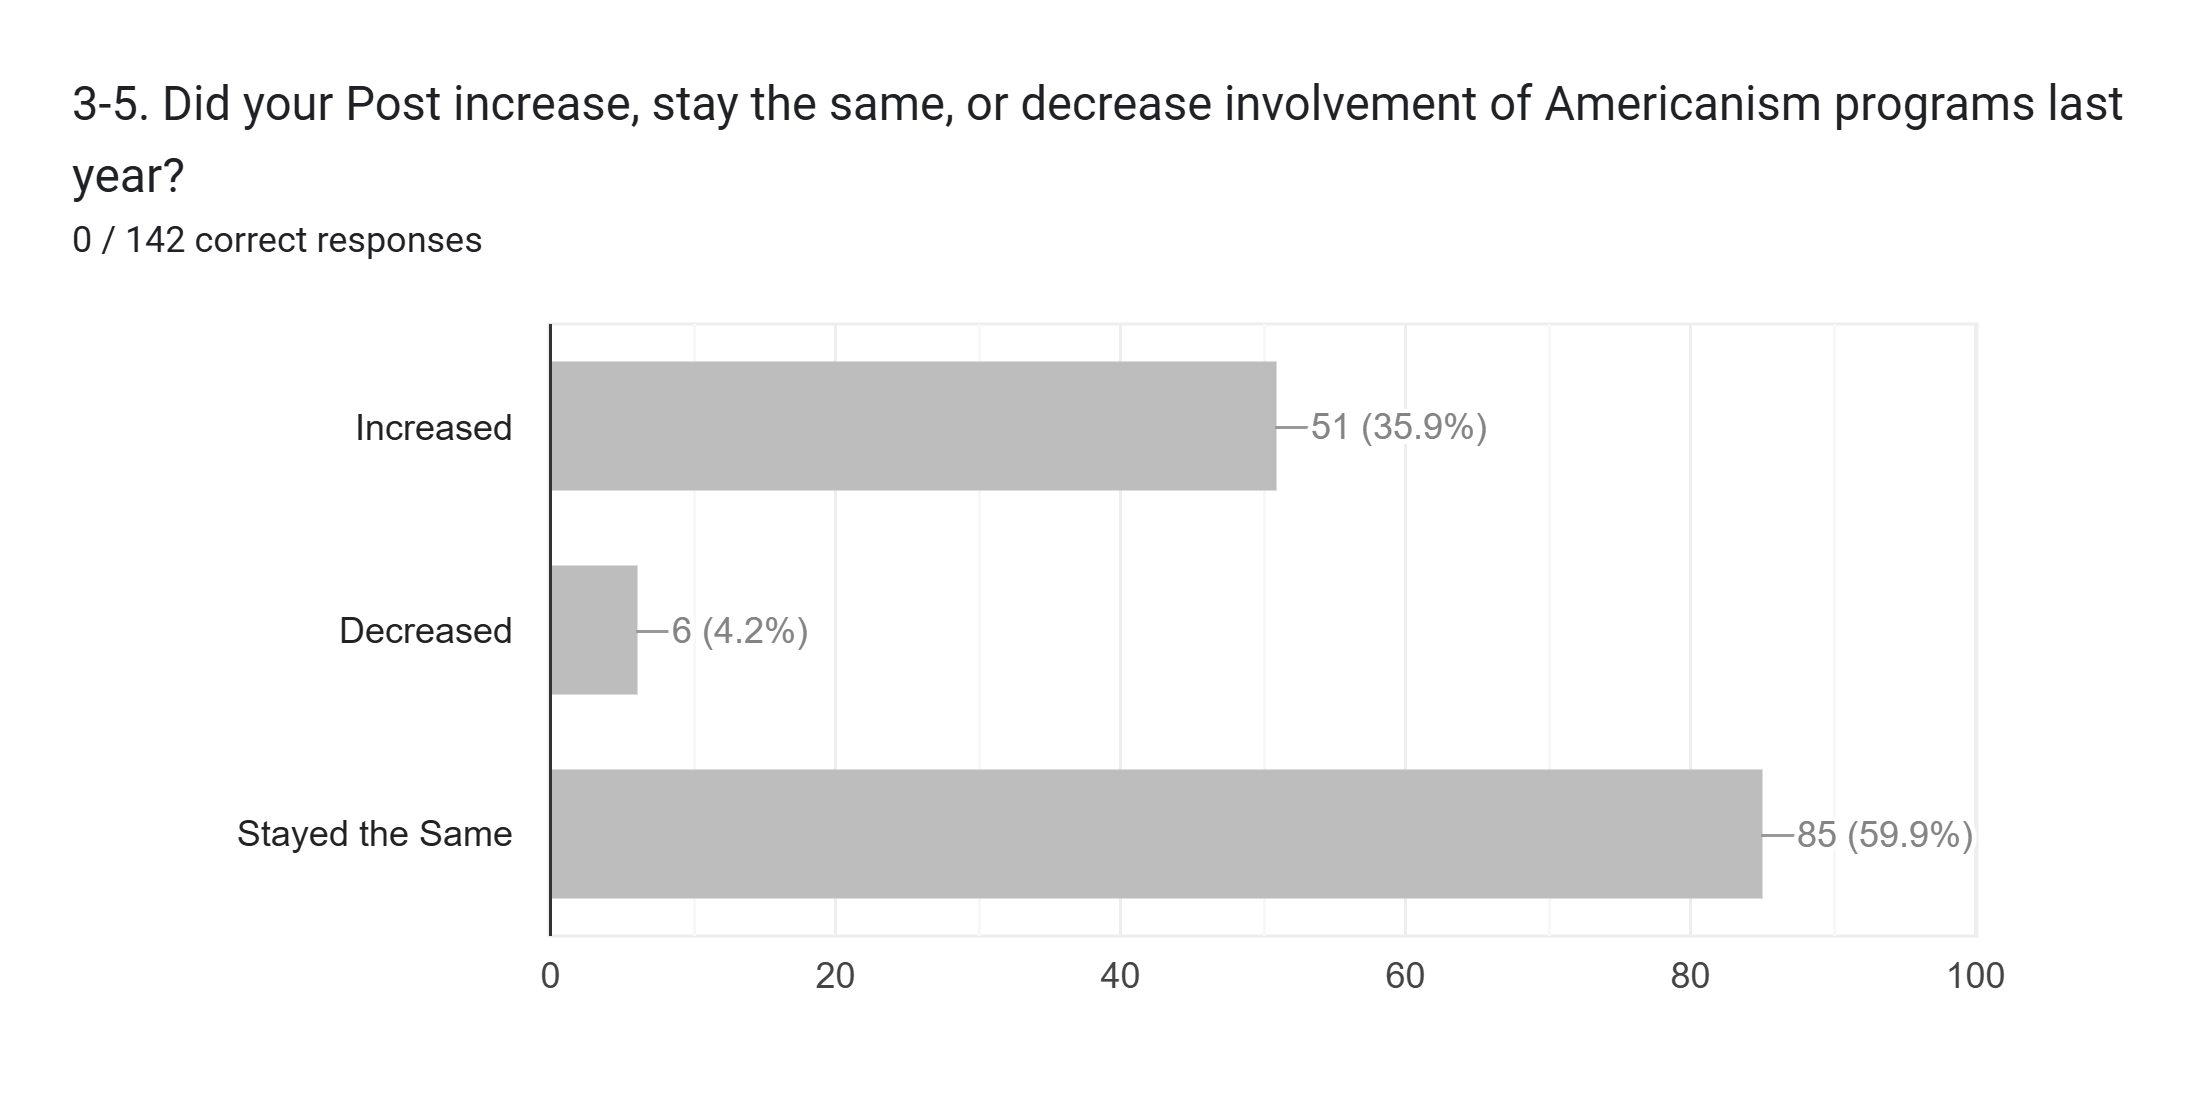 3-5. Did your Post increase, stay the same, or decrease involvement of Americanism programs last
year?
0 / 142 correct responses
Increased
51 (35.9%)
Decreased
6 (4.2%)
Stayed the Same
85 (59.9%)
0
20
40
60
80
100